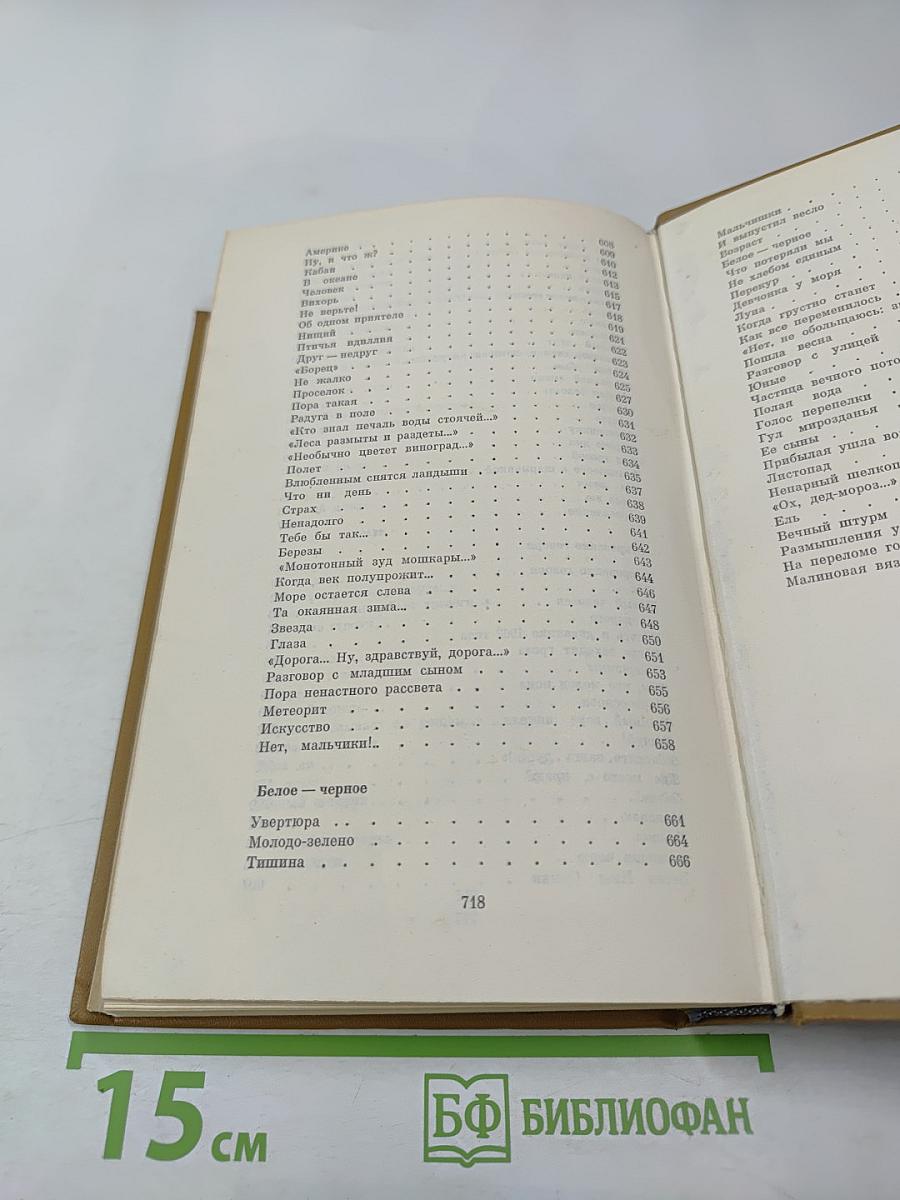 Америке . . . 608
Ну, и что ж? . . . 609
Кабан . . . 610
В океане . . . 612
Человек . . . 613
Вихорь . . . 615
Не верьте! . . . 617
Об одном приятеле . . . 618
Нищий . . . 619
Птичья идиллия . . . 621
Друг — недруг . . . 622
«Борец» . . . 623
Не жалко . . . 624
Проселок . . . 625
Пора такая . . . 627
Радуга в поле . . . 630
«Кто знал печаль воды стоячей...» . . . 631
«Леса размыты и раздеты...» . . . 632
«Необычно цветет виноград...» . . . 633
Полет . . . 634
Влюбленным снятся ландыши . . . 635
Что ни день . . . 637
Страх . . . 638
Ненадолго . . . 639
Тебе бы так... . . . 641
Березы . . . 642
«Монотонный зуд мошкары...» . . . 643
Когда век полупрожит... . . . 644
Море остается слева . . . 646
Та окаянная зима... . . . 647
Звезда . . . 648
Глаза . . . 650
«Дорога... Ну, здравствуй, дорога...» . . . 651
Разговор с младшим сыном . . . 653
Пора ненастного рассвета . . . 655
Метеорит . . . 656
Искусство . . . 657
Нет, мальчики!.. . . . 658
Белое — черное
Увертюра . . . 661
Молодо-зелено . . . 664
Тишина . . . 666
718
Мальчишки
И выпустил весло
Возраст
Белое — черное
Что потеряли мы
Не хлебом единым
Перекур
Девчонка у моря
Луна
Когда грустно станет
Как все переменилось
«Нет, не обольщаюсь:
Пошла весна
Разговор с улицей
Юные
Частица вечного пото
Полая вода
Голос перепелки
Гул мирозданья
Ее сыны
Прибылая ушла во
Листопад
Непарный шелкоп
«Ох, дед-мороз...»
Ель
Вечный штурм
Размышления у
На переломе го
Малиновая вяз
15 см
БФ БИБЛИОФАН